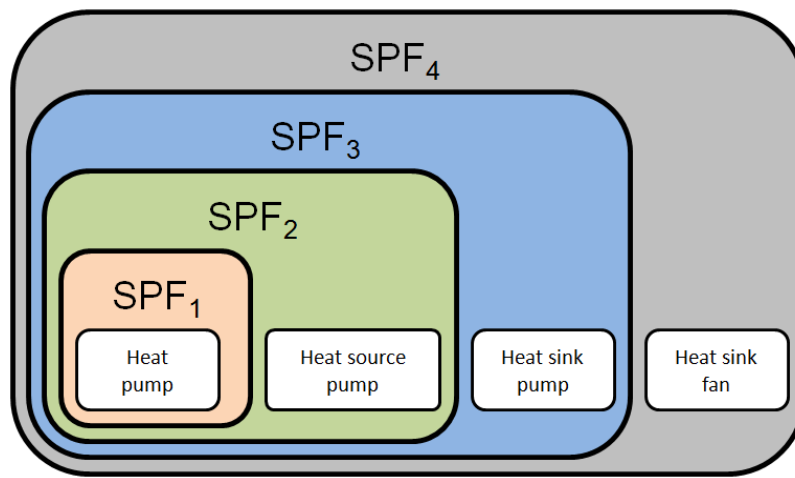 SPF₄
SPF₃
SPF₂
SPF₁
Heat
pump
Heat source
pump
Heat sink
pump
Heat sink
fan